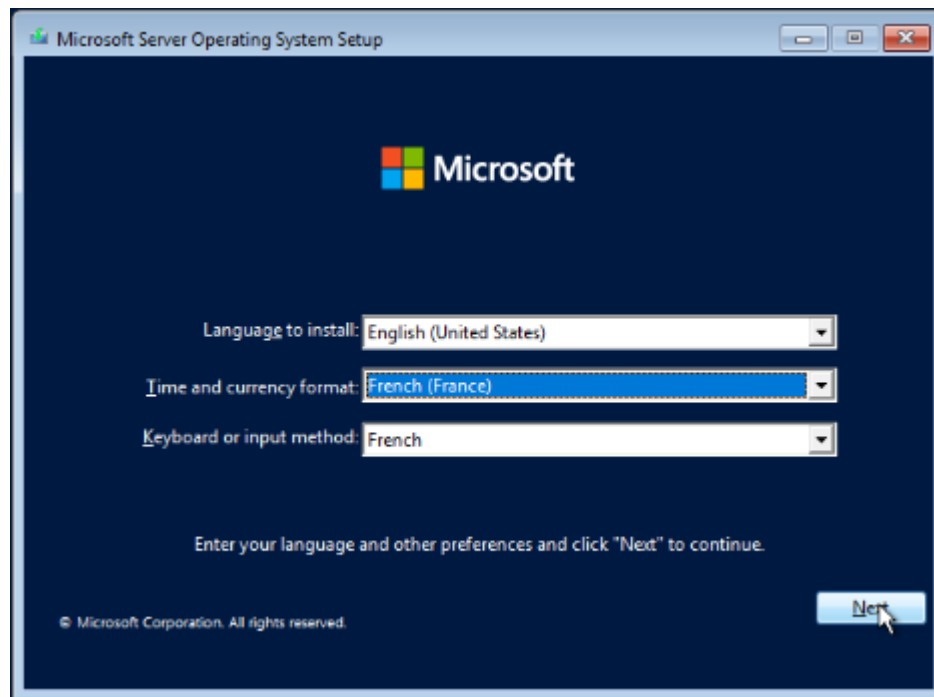 Microsoft Server Operating System Setup
Microsoft
Language to install: English (United States)
Time and currency format: French (France)
Keyboard or input method: French
Enter your language and other preferences and click "Next" to continue.
Next
© Microsoft Corporation. All rights reserved.